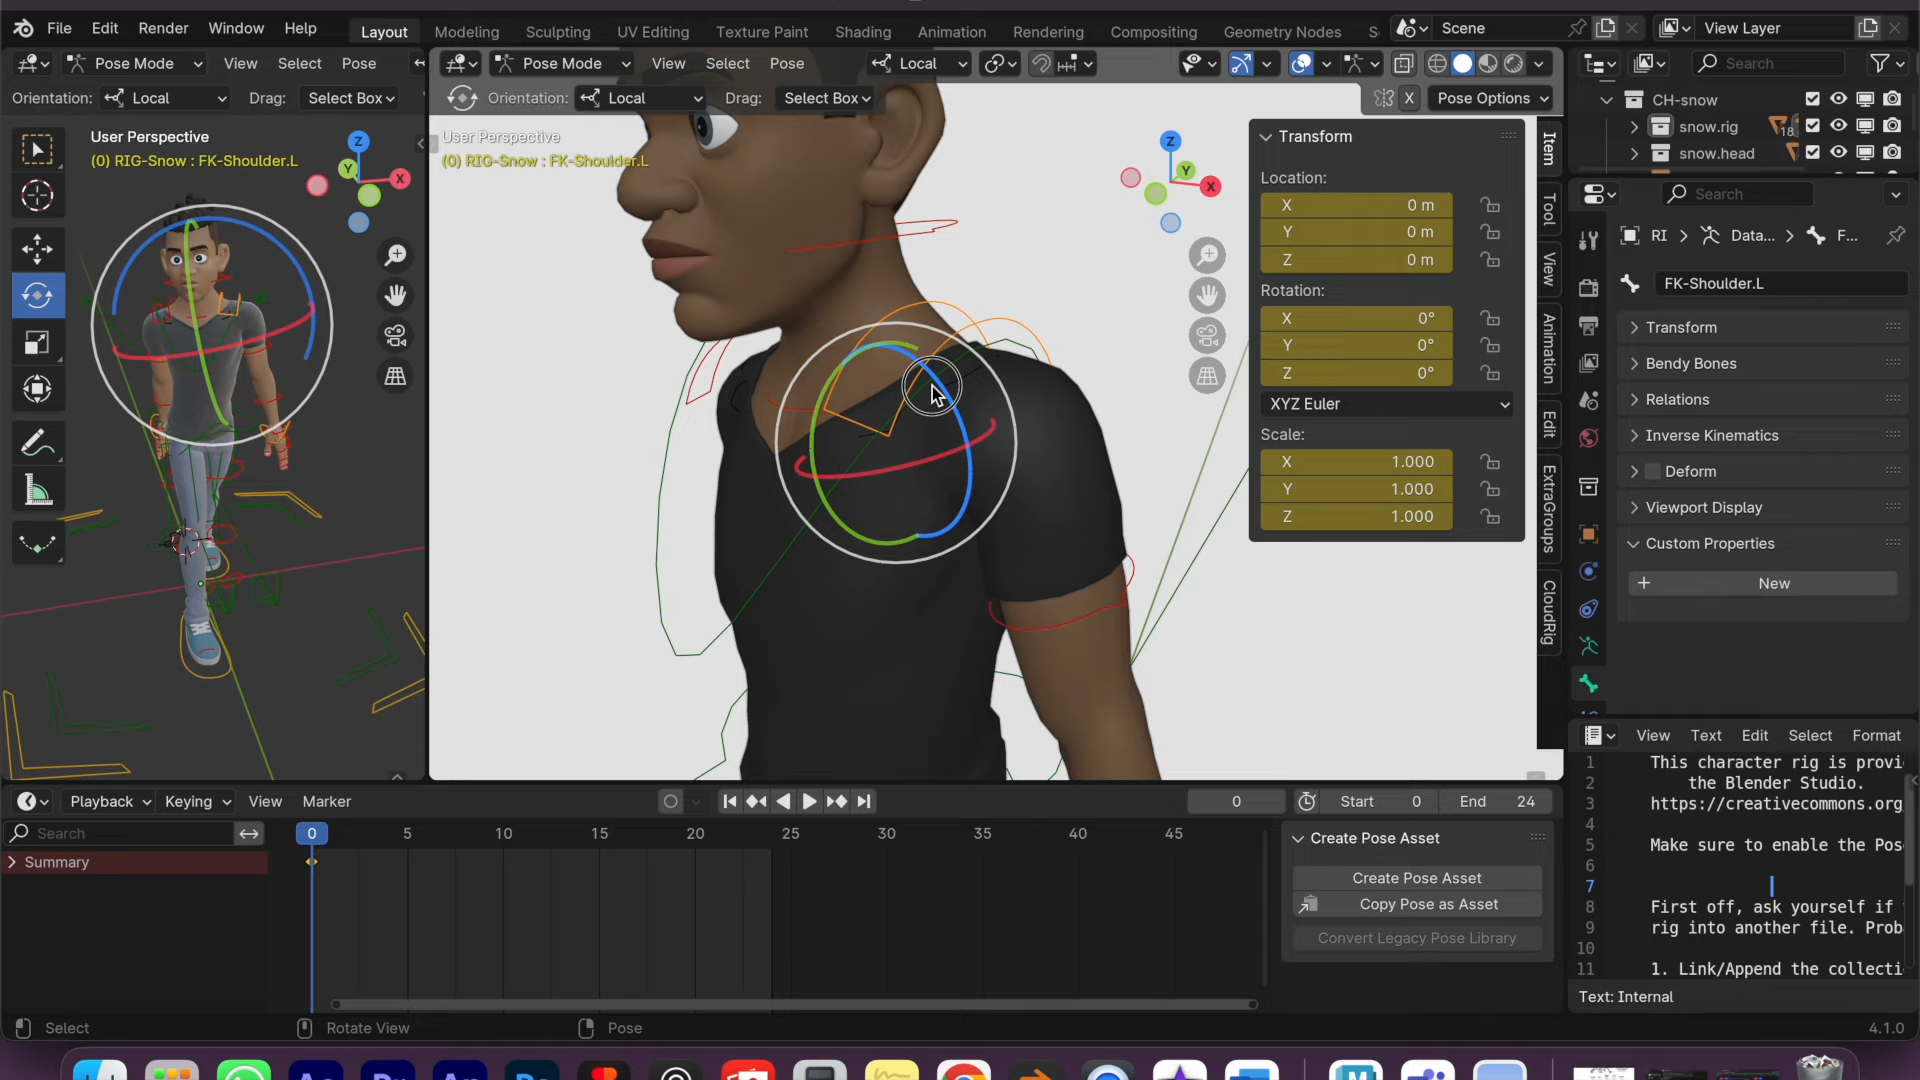 File Edit Render Window Help Layout Modeling Sculpting UV Editing Texture Paint Shading Animation Rendering Compositing Geometry Nodes S Scene View Layer
Pose Mode View Select Pose
Orientation: Local Drag: Select Box
User Perspective
(0) RIG-Snow : FK-Shoulder.L
Z
Y
X
Pose Mode View Select Pose Local
Orientation: Local Drag: Select Box X Pose Options
User Perspective
(0) RIG-Snow : FK-Shoulder.L
Z
Y
X
Transform
Location:
X 0 m
Y 0 m
Z 0 m
Rotation:
X 0°
Y 0°
Z 0°
XYZ Euler
Scale:
X 1.000
Y 1.000
Z 1.000
Item
Tool
View
Animation
Edit
ExtraGroups
CloudRig
Search
CH-snow
snow.rig 18
snow.head
Search
RI Data... F...
FK-Shoulder.L
Transform
Bendy Bones
Relations
Inverse Kinematics
Deform
Viewport Display
Custom Properties
New
View Text Edit Select Format
1 This character rig is provi
2 the Blender Studio.
3 https://creativecommons.org
4
5 Make sure to enable the Pos
6
7
8 First off, ask yourself if
9 rig into another file. Prob
10
11 1. Link/Append the collecti
Text: Internal
Playback Keying View Marker 0 Start 0 End 24
Search 0 5 10 15 20 25 30 35 40 45
Summary
Create Pose Asset
Create Pose Asset
Copy Pose as Asset
Convert Legacy Pose Library
Select Rotate View Pose 4.1.0